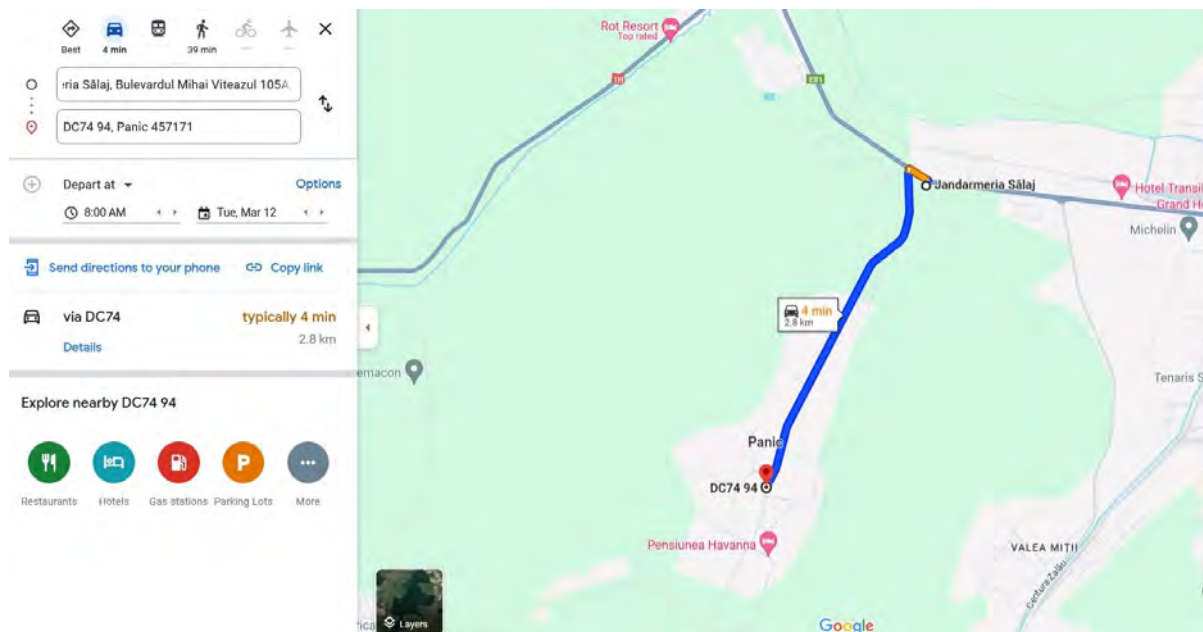 Best
4 min
39 min
ria Sălaj, Bulevardul Mihai Viteazul 105A,
DC74 94, Panic 457171
Depart at
Options
8:00 AM
Tue, Mar 12
Send directions to your phone
Copy link
via DC74
typically 4 min
2.8 km
Details
Explore nearby DC74 94
Restaurants
Hotels
Gas stations
Parking Lots
More
Rot Resort
Top rated
1H
E81
Jandarmeria Sălaj
Hotel Transil
Grand Ho
Michelin
4 min
2.8 km
emacon
Tenaris S
Panic
DC74 94
Pensiunea Havanna
VALEA MIȚII
Centura Zalău
Layers
Google